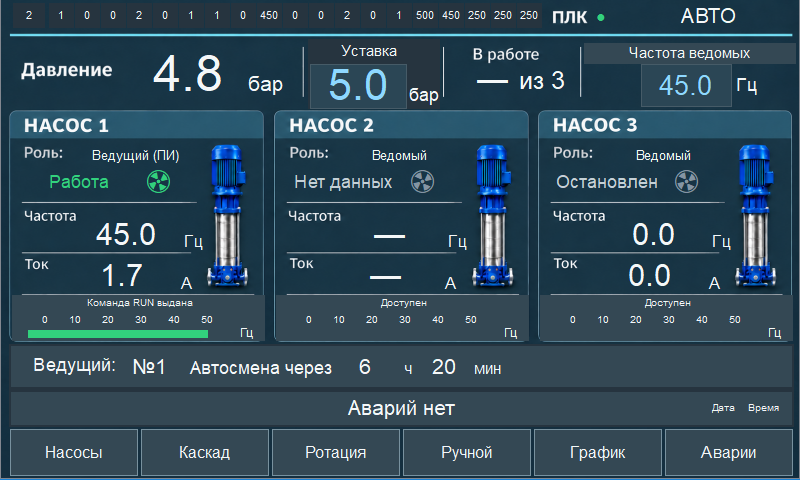 2 1 0 0 2 0 1 1 0 450 0 0 2 0 1 500 450 250 250 250 ПЛК АВТО
Давление 4.8 бар
Уставка
5.0 бар
В работе
— из 3
Частота ведомых
45.0 Гц
НАСОС 1
Роль: Ведущий (ПИ)
Работа
Частота
45.0 Гц
Ток
1.7 А
Команда RUN выдана
0 10 20 30 40 50
Гц
НАСОС 2
Роль: Ведомый
Нет данных
Частота
— Гц
Ток
— А
Доступен
0 10 20 30 40 50
Гц
НАСОС 3
Роль: Ведомый
Остановлен
Частота
0.0 Гц
Ток
0.0 А
Доступен
0 10 20 30 40 50
Гц
Ведущий: №1 Автосмена через 6 ч 20 мин
Аварий нет Дата Время
Насосы Каскад Ротация Ручной График Аварии